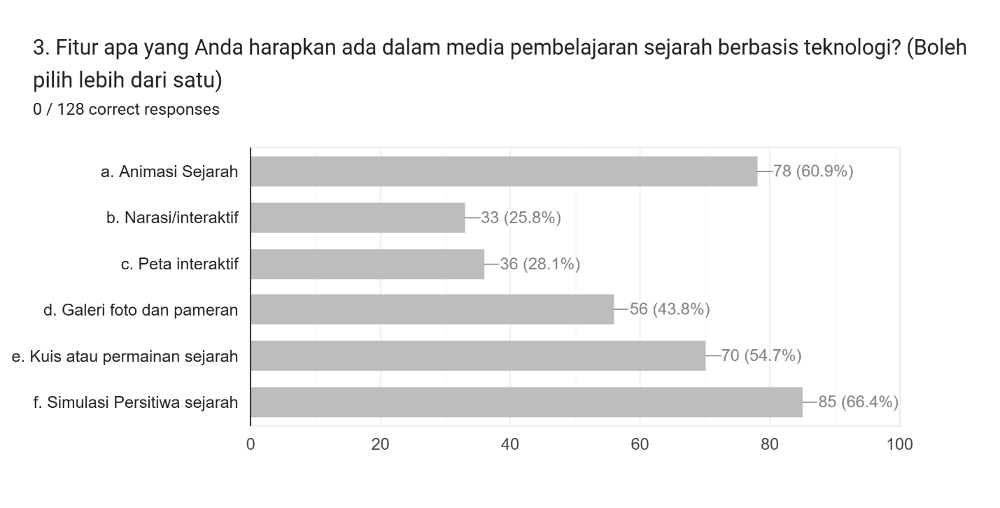 3. Fitur apa yang Anda harapkan ada dalam media pembelajaran sejarah berbasis teknologi? (Boleh
pilih lebih dari satu)
0 / 128 correct responses
a. Animasi Sejarah
78 (60.9%)
b. Narasi/interaktif
33 (25.8%)
c. Peta interaktif
36 (28.1%)
d. Galeri foto dan pameran
56 (43.8%)
e. Kuis atau permainan sejarah
70 (54.7%)
f. Simulasi Persitiwa sejarah
85 (66.4%)
0 20 40 60 80 100